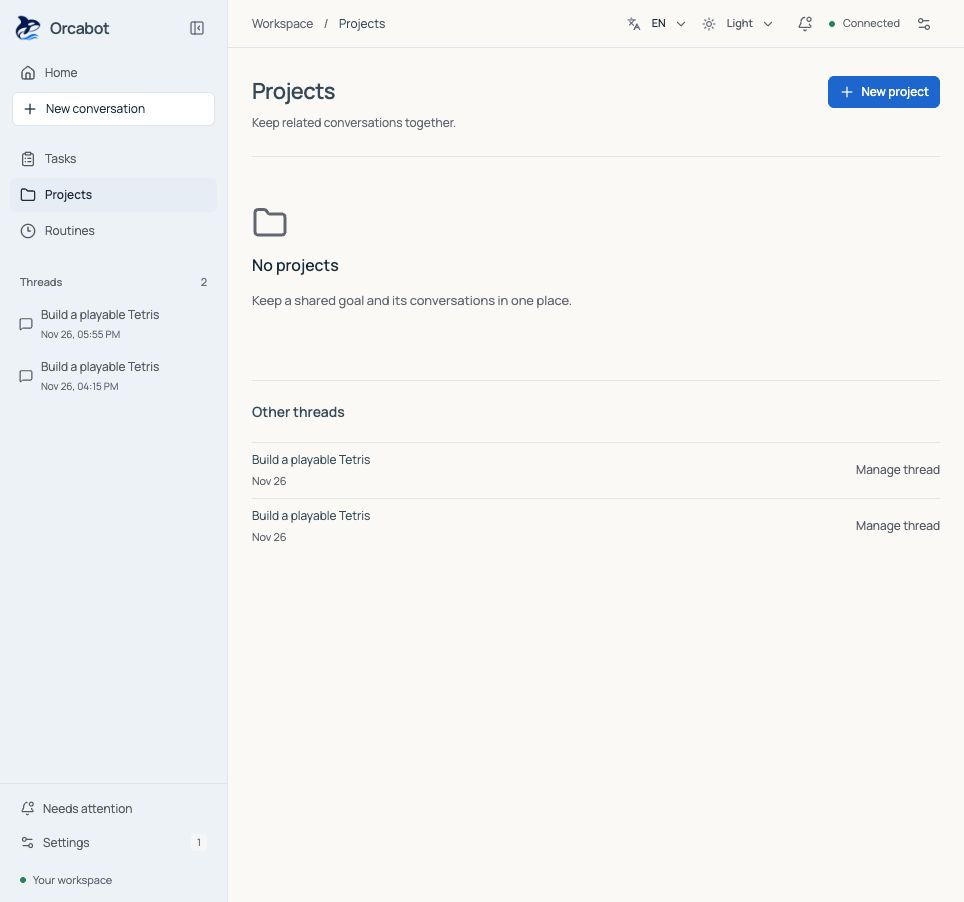 Orcabot
Home
New conversation
Tasks
Projects
Routines
Threads 2
Build a playable Tetris
Nov 26, 05:55 PM
Build a playable Tetris
Nov 26, 04:15 PM
Needs attention
Settings 1
Your workspace
Workspace / Projects
EN
Light
Connected
Projects
New project
Keep related conversations together.
No projects
Keep a shared goal and its conversations in one place.
Other threads
Build a playable Tetris
Nov 26
Manage thread
Build a playable Tetris
Nov 26
Manage thread